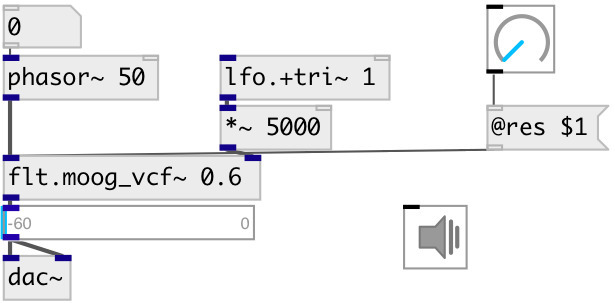 0
phasor~ 50
lfo.+tri~ 1
*~ 5000
@res $1
flt.moog_vcf~ 0.6
-60 0
dac~